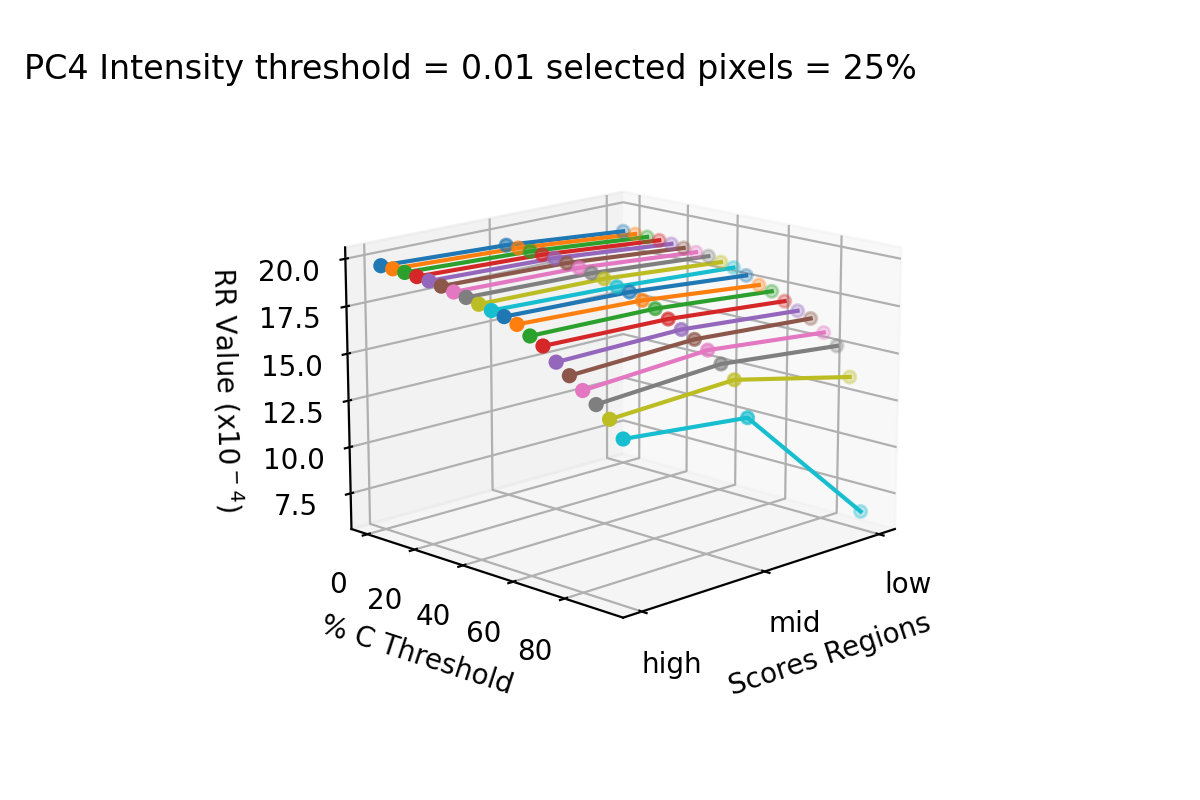 PC4 Intensity threshold = 0.01 selected pixels = 25%
RR Value (x10⁻⁴)
20.0
17.5
15.0
12.5
10.0
7.5
0
20
40
60
80
% C Threshold
high
mid
low
Scores Regions